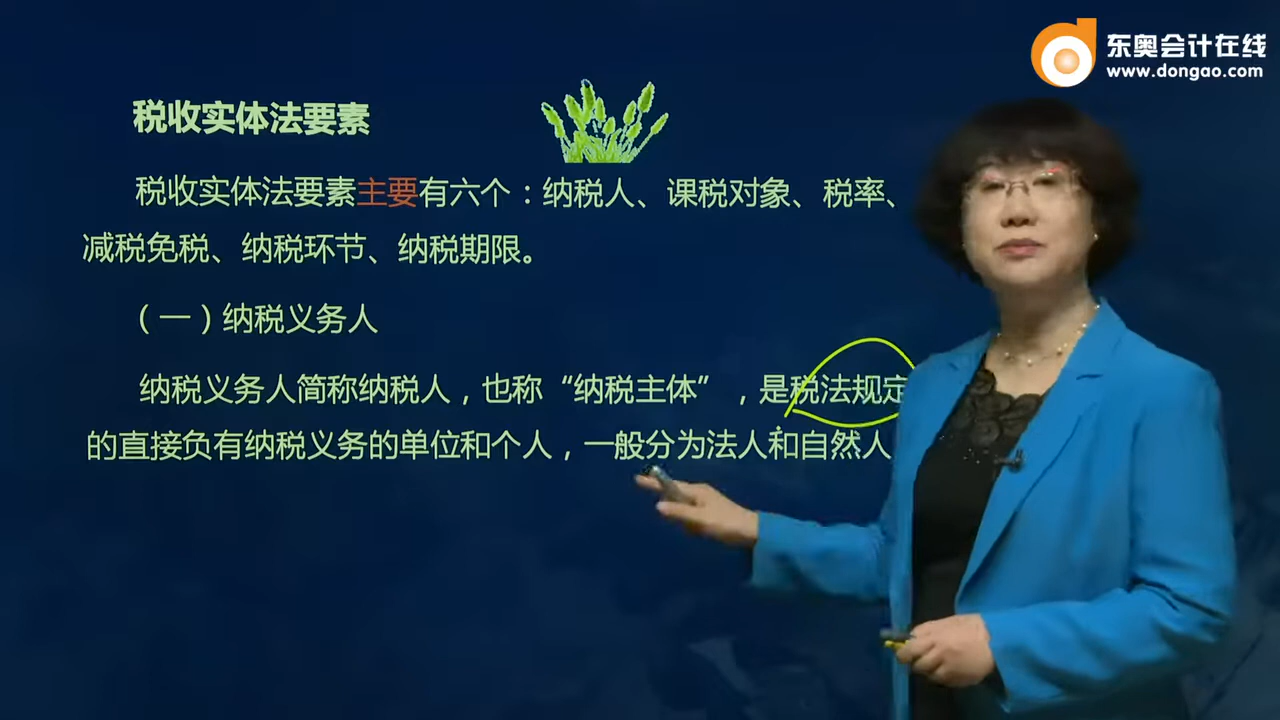 东奥会计在线
www.dongao.com
税收实体法要素
税收实体法要素主要有六个：纳税人、课税对象、税率、
减税免税、纳税环节、纳税期限。
（一）纳税义务人
纳税义务人简称纳税人，也称“纳税主体”，是税法规定
的直接负有纳税义务的单位和个人，一般分为法人和自然人